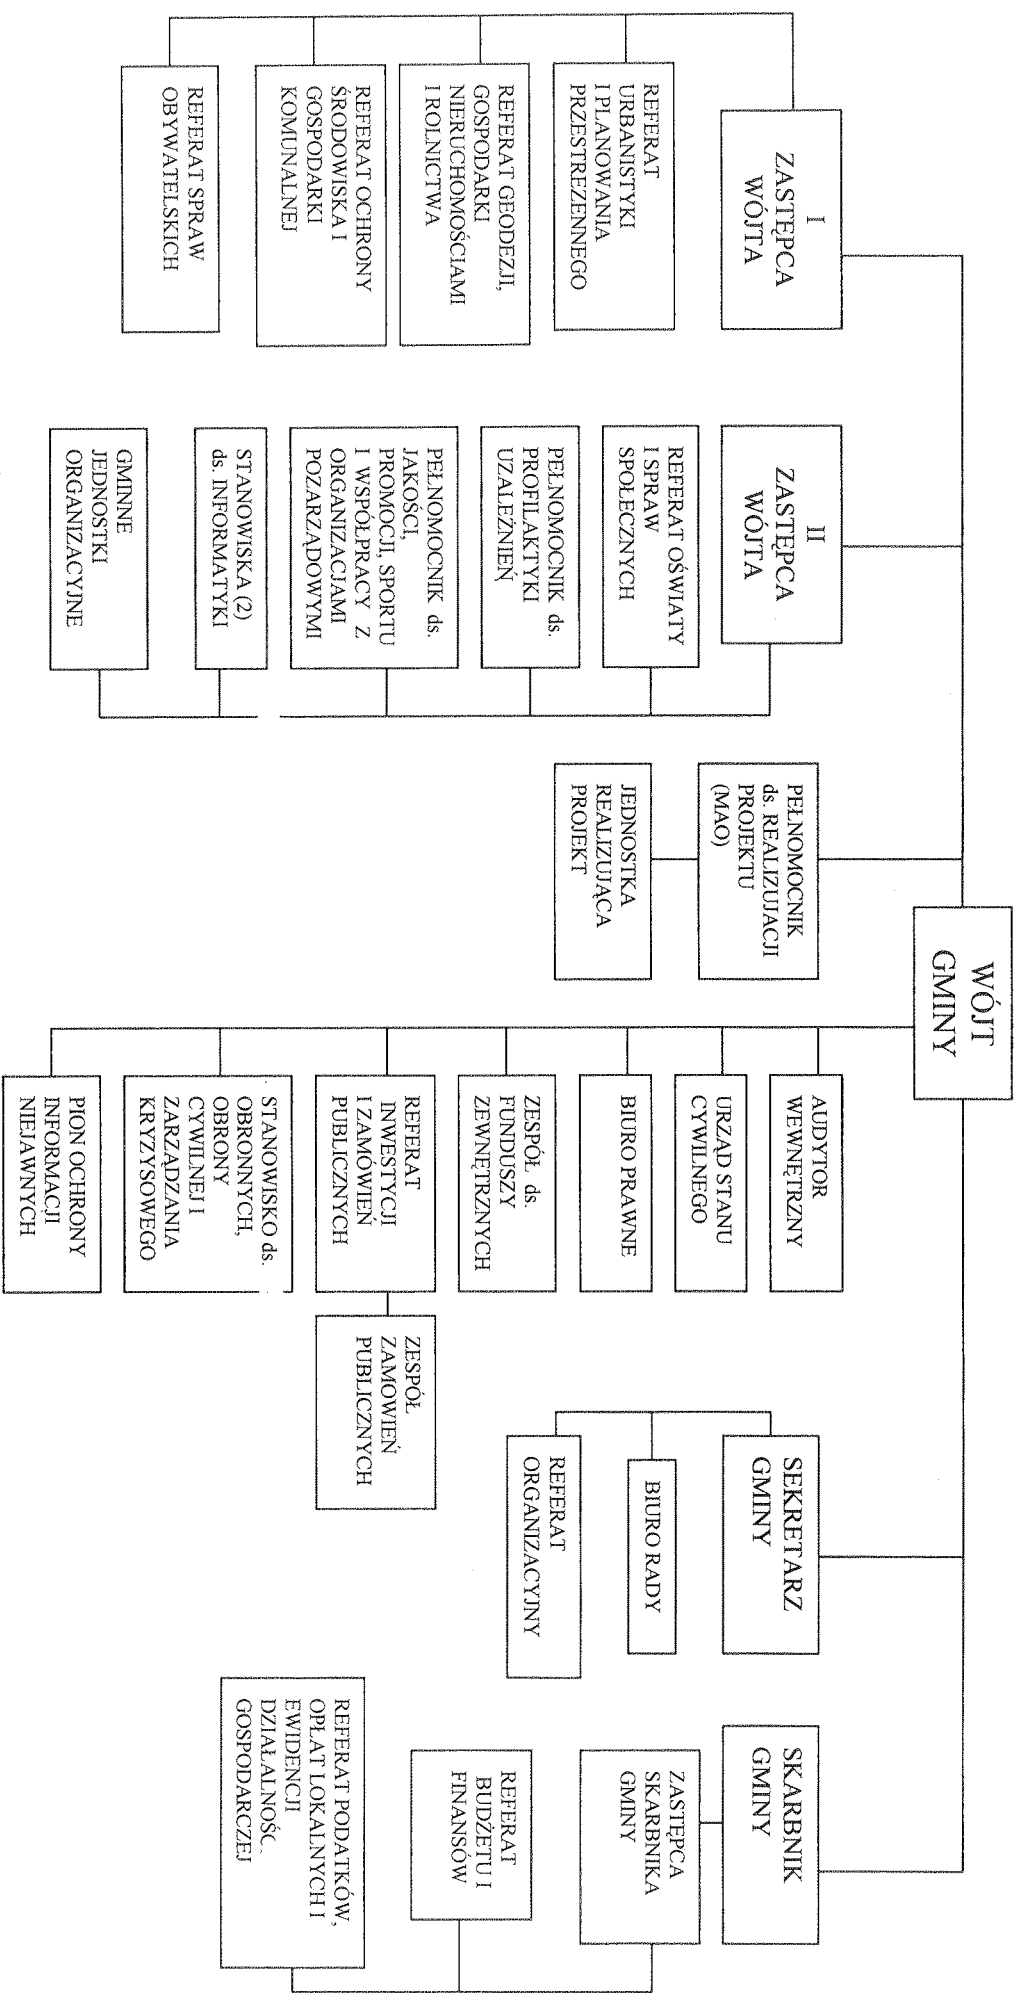 WÓJT
GMINY
I
ZASTĘPCA
WÓJTA
REFERAT
URBANISTYKI
I PLANOWANIA
PRZESTREZENNEGO
REFERAT GEODEZJI,
GOSPODARKI
NIERUCHOMOŚCIAMI
I ROLNICTWA
REFERAT OCHRONY
ŚRODOWISKA I
GOSPODARKI
KOMUNALNEJ
REFERAT SPRAW
OBYWATELSKICH
II
ZASTĘPCA
WÓJTA
REFERAT OŚWIATY
I SPRAW
SPOŁECZNYCH
PEŁNOMOCNIK ds.
PROFILAKTYKI
UZALEŻNIEŃ
PEŁNOMOCNIK ds.
JAKOŚCI,
PROMOCJI, SPORTU
I WSPÓŁPRACY Z
ORGANIZACJAMI
POZARZĄDOWYMI
STANOWISKA (2)
ds. INFORMATYKI
GMINNE
JEDNOSTKI
ORGANIZACYJNE
PEŁNOMOCNIK
ds. REALIZUJACJI
PROJEKTU
(MAO)
JEDNOSTKA
REALIZUJĄCA
PROJEKT
AUDYTOR
WEWNĘTRZNY
URZĄD STANU
CYWILNEGO
BIURO PRAWNE
ZESPÓŁ ds.
FUNDUSZY
ZEWNĘTRZNYCH
REFERAT
INWESTYCJI
I ZAMÓWIEŃ
PUBLICZNYCH
ZESPÓŁ
ZAMOWIEŃ
PUBLICZNYCH
STANOWISKO ds.
OBRONNYCH,
OBRONY
CYWILNEJ I
ZARZĄDZANIA
KRYZYSOWEGO
PION OCHRONY
INFORMACJI
NIEJAWNYCH
SEKRETARZ
GMINY
BIURO RADY
REFERAT
ORGANIZACYJNY
SKARBNIK
GMINY
ZASTĘPCA
SKARBNIKA
GMINY
REFERAT
BUDŻETU I
FINANSÓW
REFERAT PODATKÓW,
OPŁAT LOKALNYCH I
EWIDENCJI
DZIAŁALNOŚC
GOSPODARCZEJ